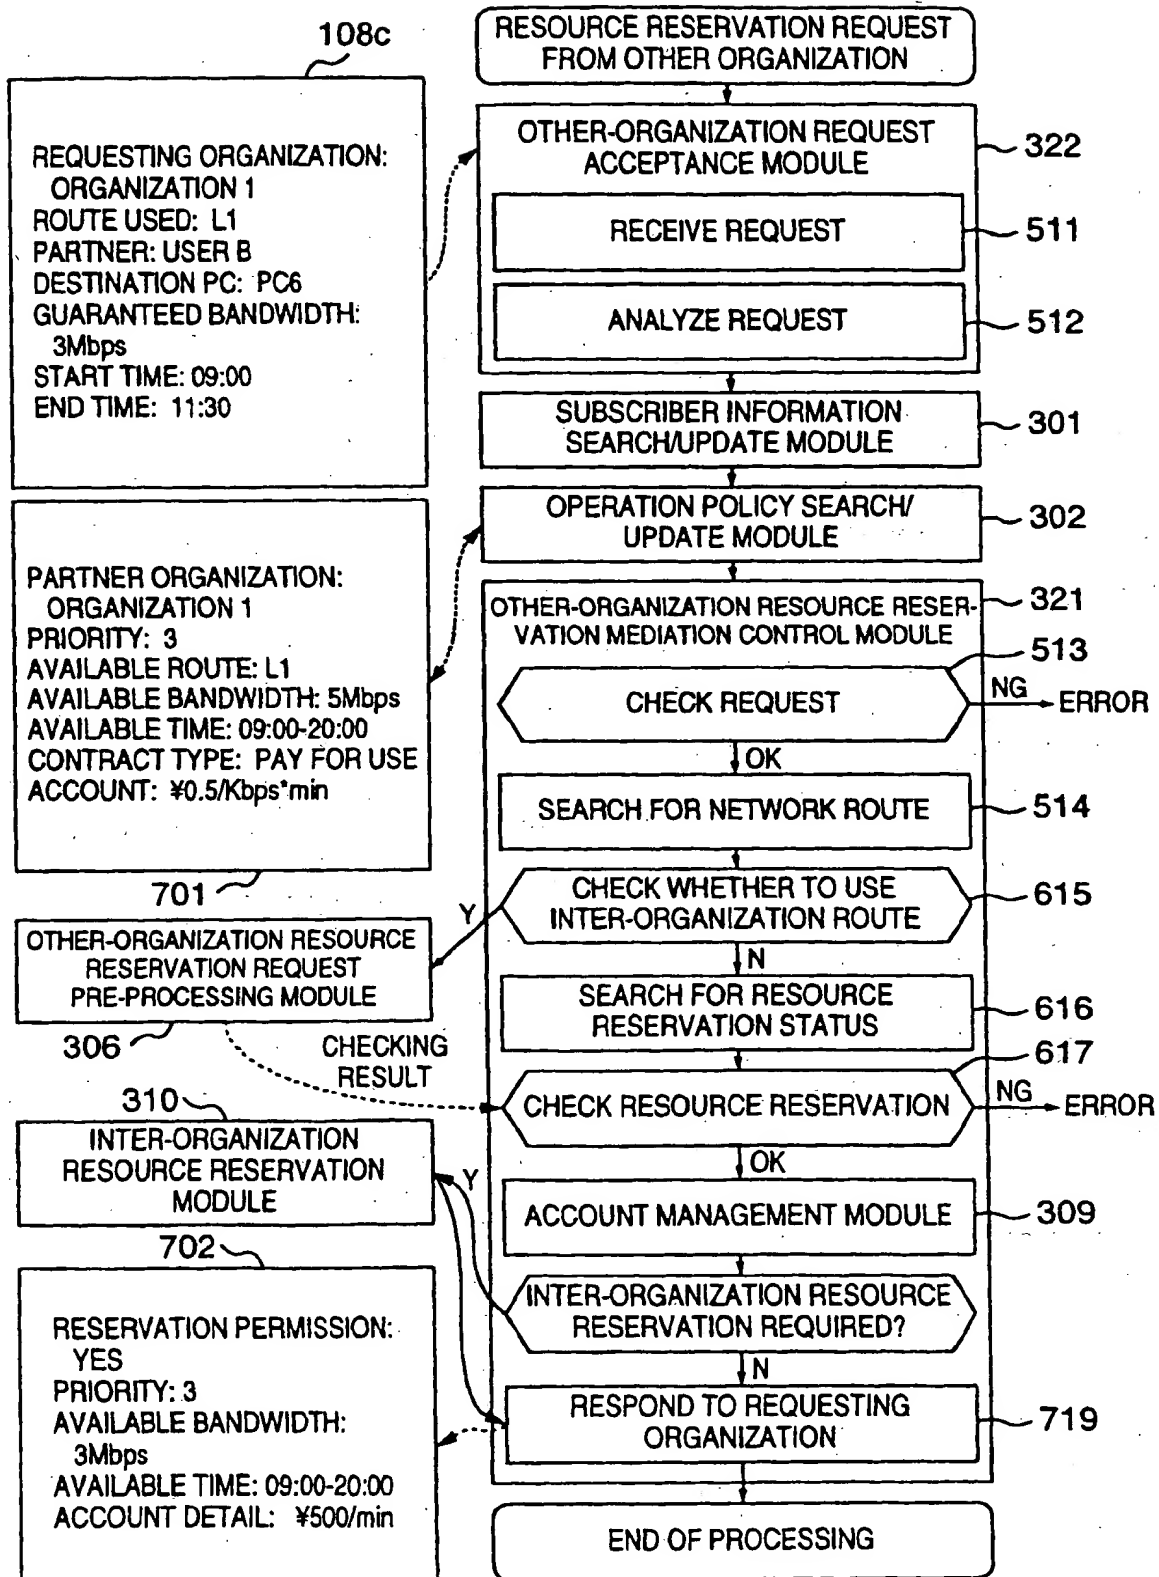 RESOURCE RESERVATION REQUEST
FROM OTHER ORGANIZATION
108c
REQUESTING ORGANIZATION:
ORGANIZATION 1
ROUTE USED: L1
PARTNER: USER B
DESTINATION PC: PC6
GUARANTEED BANDWIDTH:
3Mbps
START TIME: 09:00
END TIME: 11:30
OTHER-ORGANIZATION REQUEST
ACCEPTANCE MODULE
322
RECEIVE REQUEST
511
ANALYZE REQUEST
512
SUBSCRIBER INFORMATION
SEARCH/UPDATE MODULE
301
OPERATION POLICY SEARCH/
UPDATE MODULE
302
PARTNER ORGANIZATION:
ORGANIZATION 1
PRIORITY: 3
AVAILABLE ROUTE: L1
AVAILABLE BANDWIDTH: 5Mbps
AVAILABLE TIME: 09:00-20:00
CONTRACT TYPE: PAY FOR USE
ACCOUNT: ¥0.5/Kbps*min
701
OTHER-ORGANIZATION RESOURCE RESER-
VATION MEDIATION CONTROL MODULE
321
513
CHECK REQUEST
NG
ERROR
OK
SEARCH FOR NETWORK ROUTE
514
CHECK WHETHER TO USE
INTER-ORGANIZATION ROUTE
615
Y
N
OTHER-ORGANIZATION RESOURCE
RESERVATION REQUEST
PRE-PROCESSING MODULE
306
CHECKING
RESULT
SEARCH FOR RESOURCE
RESERVATION STATUS
616
617
CHECK RESOURCE RESERVATION
NG
ERROR
OK
310
INTER-ORGANIZATION
RESOURCE RESERVATION
MODULE
Y
ACCOUNT MANAGEMENT MODULE
309
INTER-ORGANIZATION RESOURCE
RESERVATION REQUIRED?
N
702
RESERVATION PERMISSION:
YES
PRIORITY: 3
AVAILABLE BANDWIDTH:
3Mbps
AVAILABLE TIME: 09:00-20:00
ACCOUNT DETAIL: ¥500/min
RESPOND TO REQUESTING
ORGANIZATION
719
END OF PROCESSING